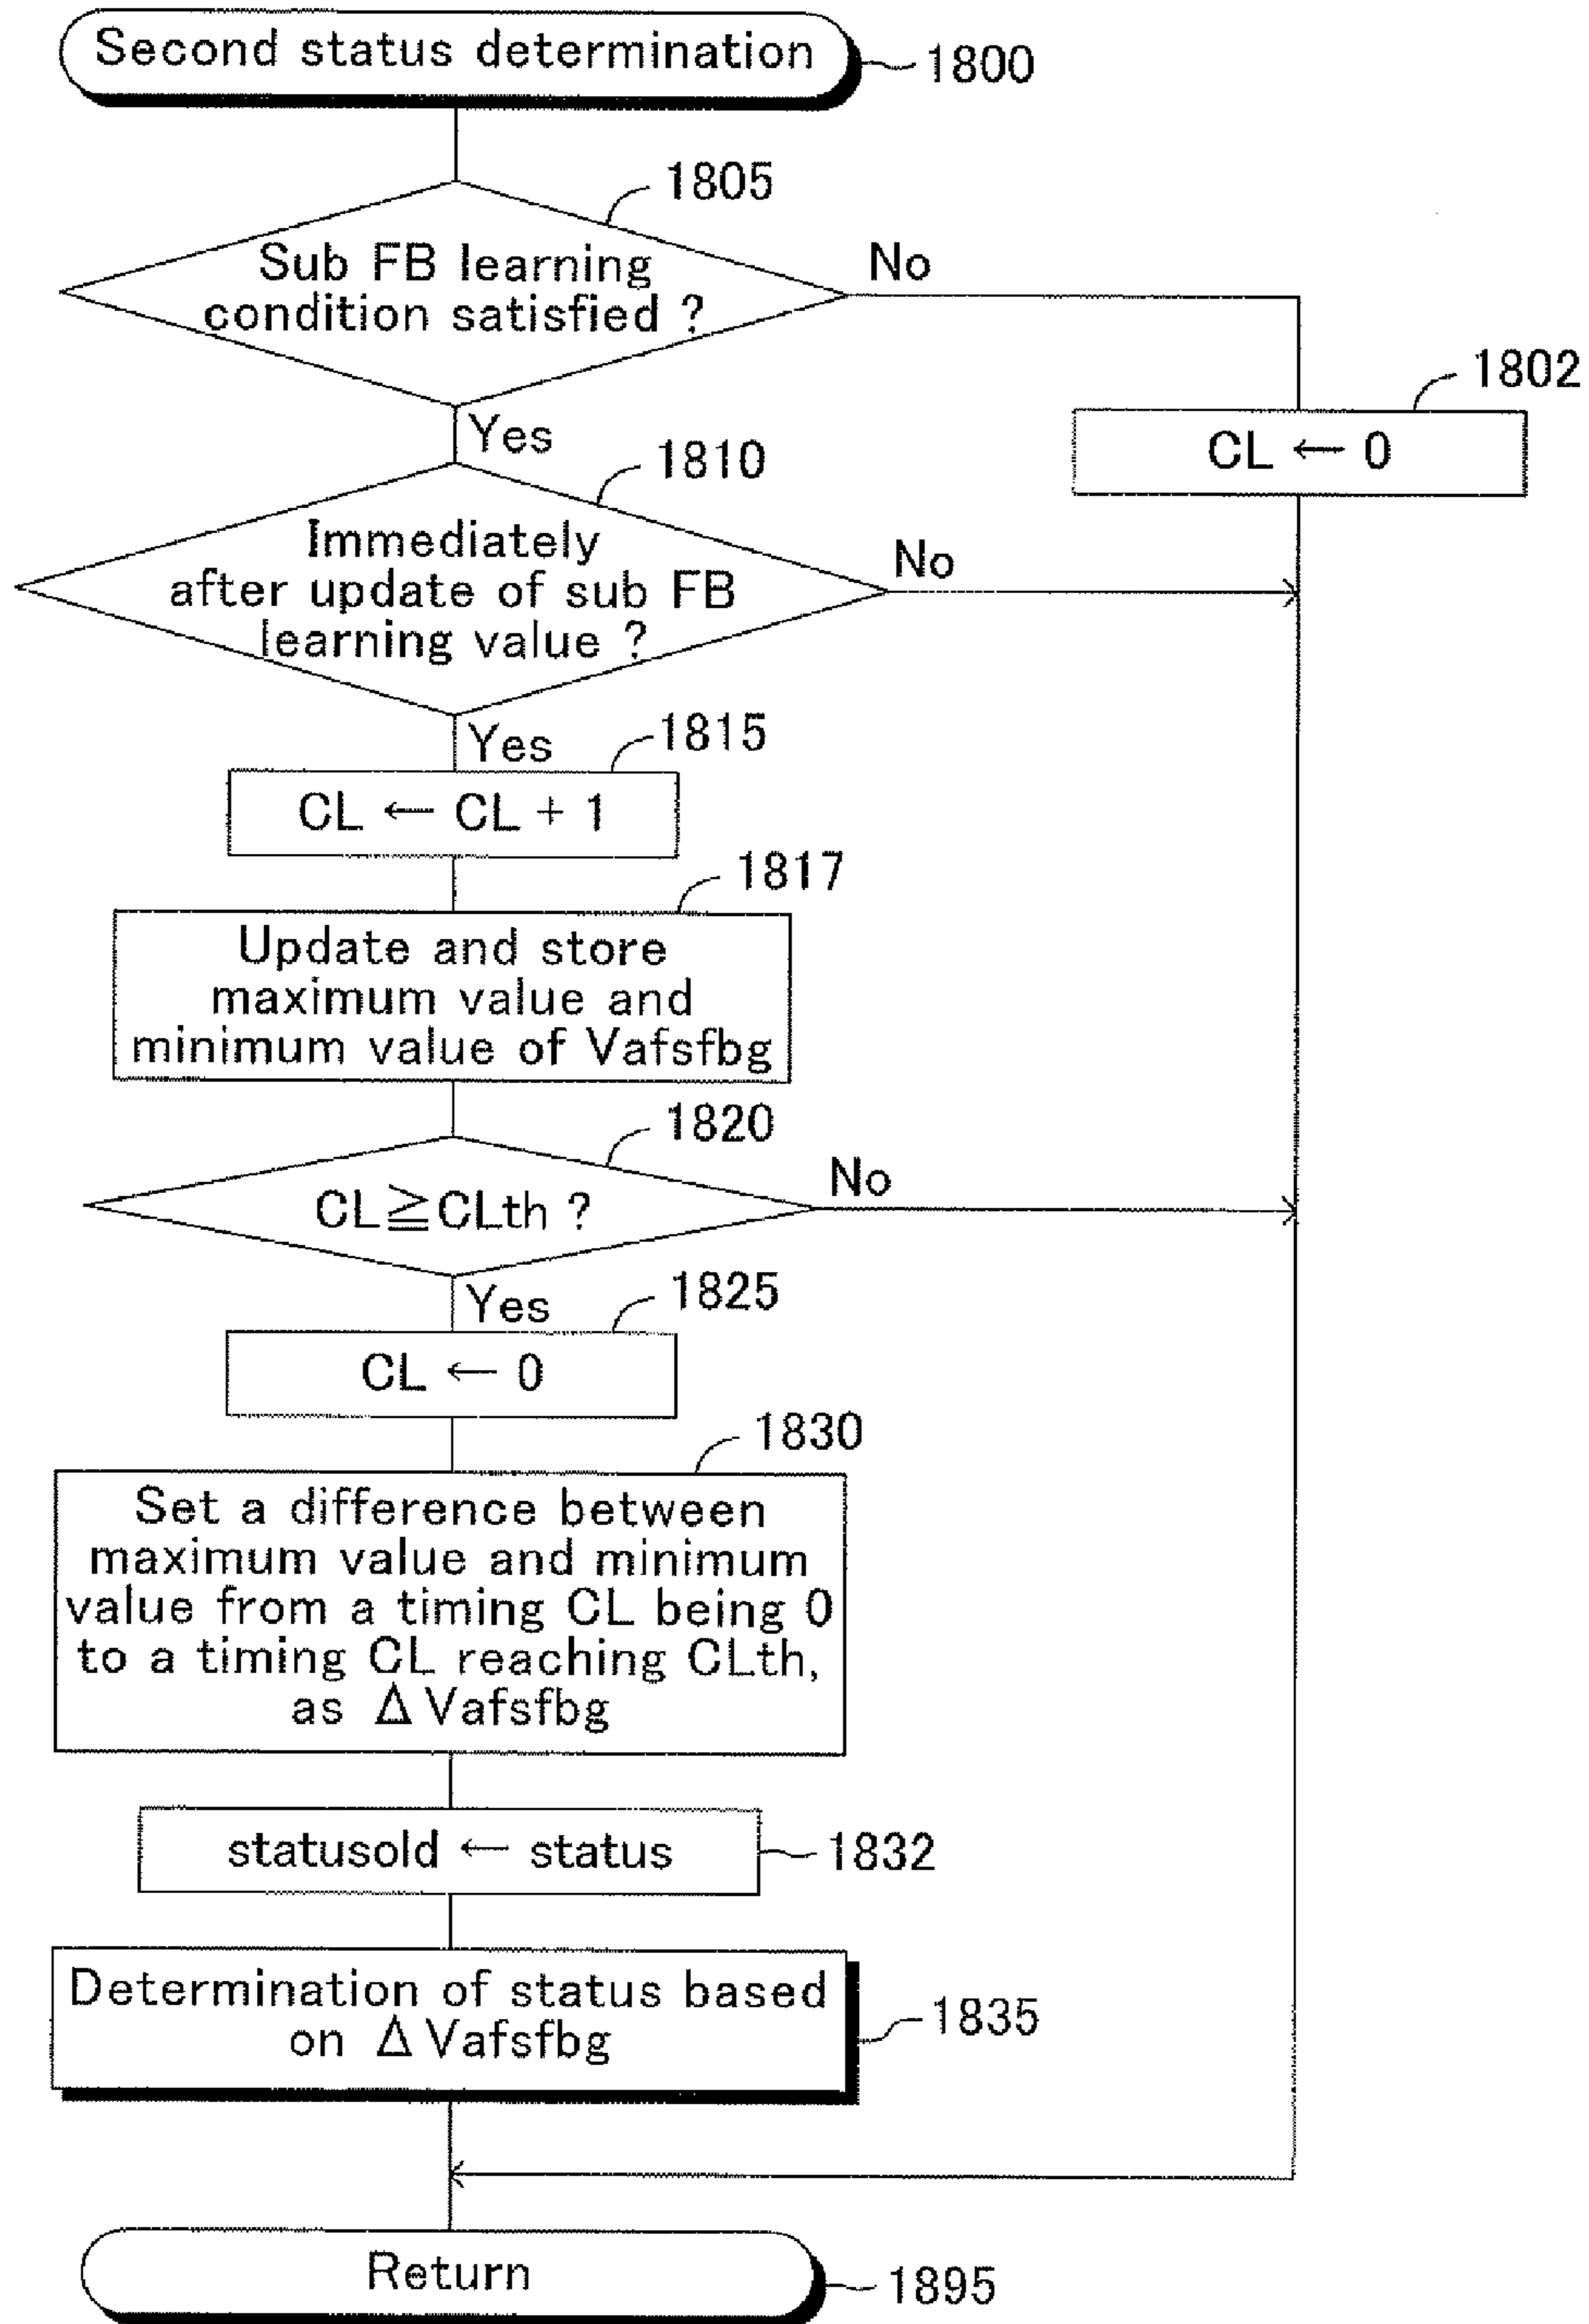 Second status determination
1800
1805
Sub FB learning
condition satisfied ?
No
1802
CL ← 0
Yes
1810
Immediately
after update of sub FB
learning value ?
No
Yes
1815
CL ← CL + 1
1817
Update and store
maximum value and
minimum value of Vafsfbg
1820
CL≧CLth ?
No
Yes
1825
CL ← 0
1830
Set a difference between
maximum value and minimum
value from a timing CL being 0
to a timing CL reaching CLth,
as ΔVafsfbg
statusold ← status
1832
Determination of status based
on ΔVafsfbg
1835
Return
1895